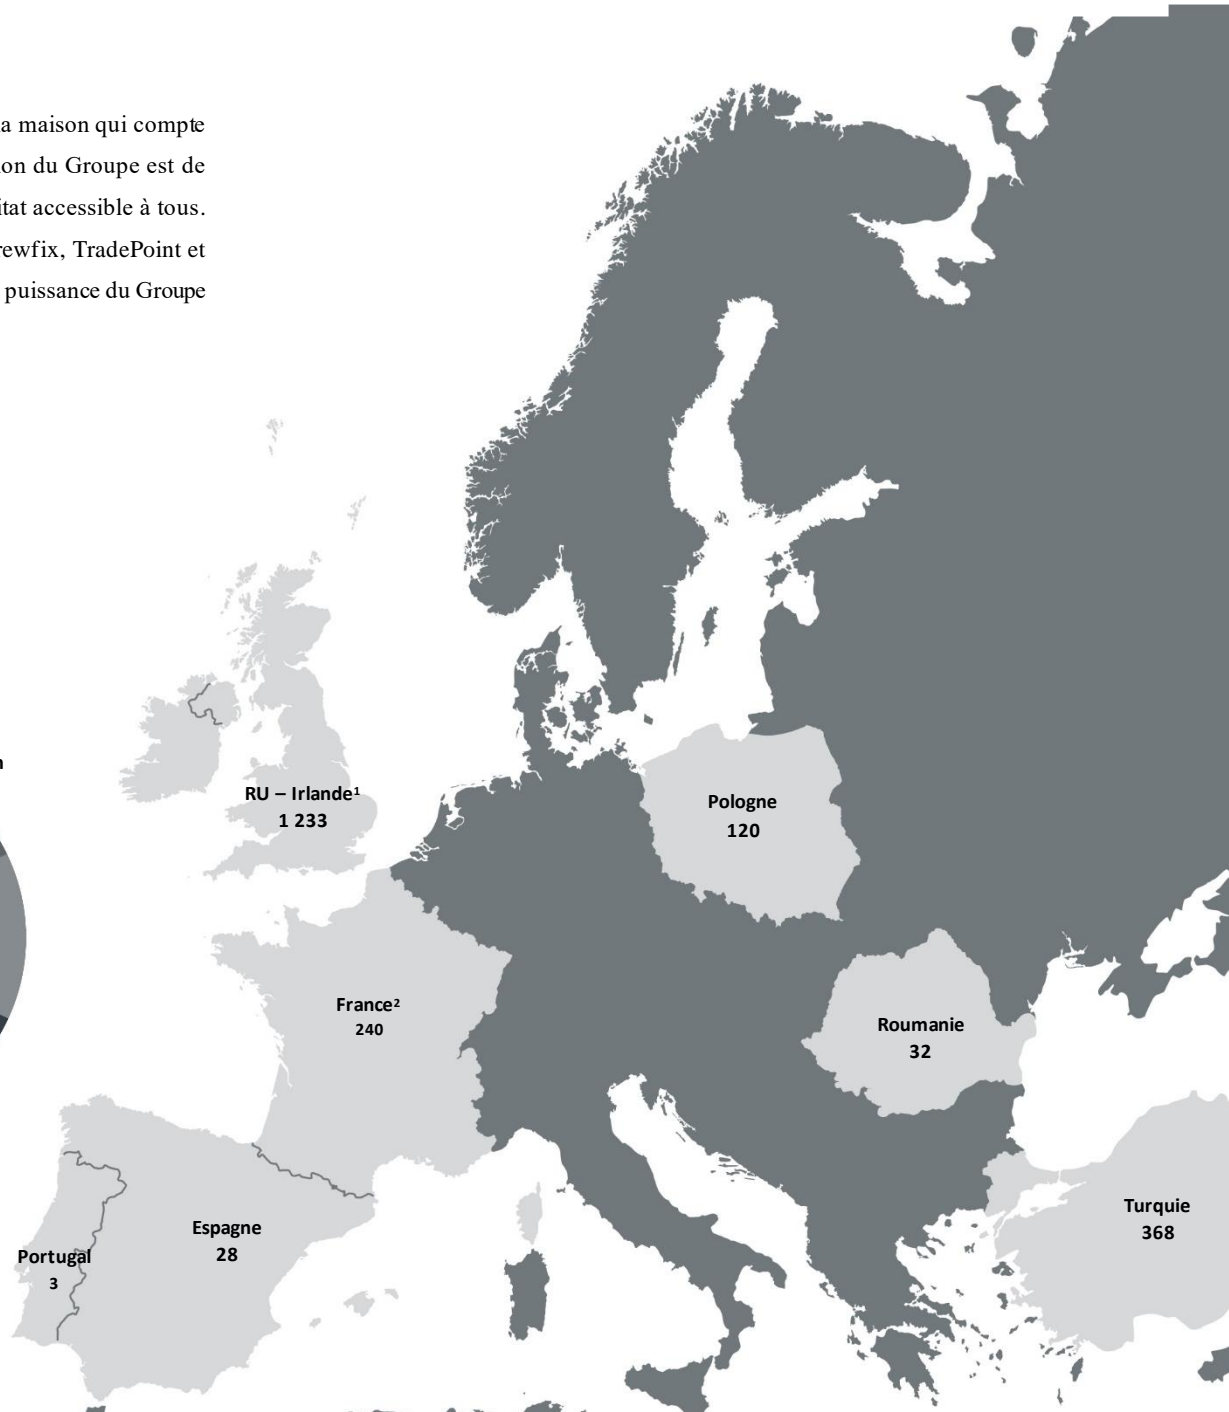 a maison qui compte
on du Groupe est de
itat accessible à tous.
rewfix, TradePoint et
puissance du Groupe
n
RU – Irlande¹
1 233
Pologne
120
France²
240
Roumanie
32
Turquie
368
Espagne
28
Portugal
3